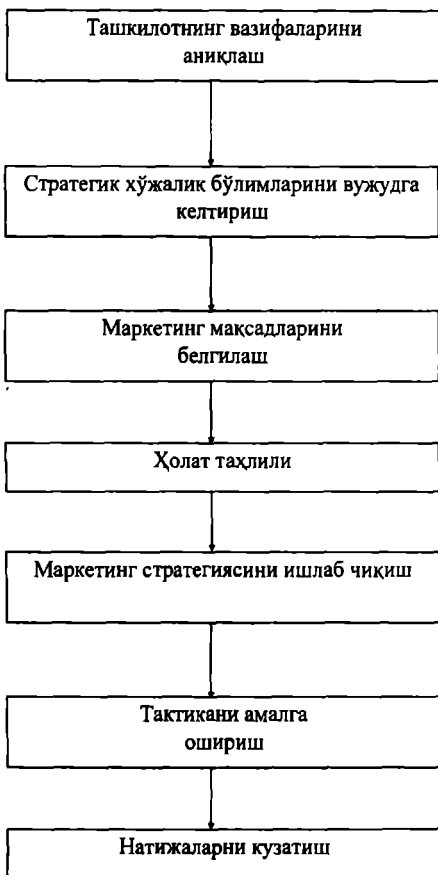 Ташкилотнинг вазифаларини
аниқлаш
Стратегик хўжалик бўлимларини вужудга
келтириш
Маркетинг мақсадларини
белгилаш
Ҳолат таҳлили
Маркетинг стратегиясини ишлаб чиқиш
Тактикани амалга
ошириш
Натижаларни кузатиш